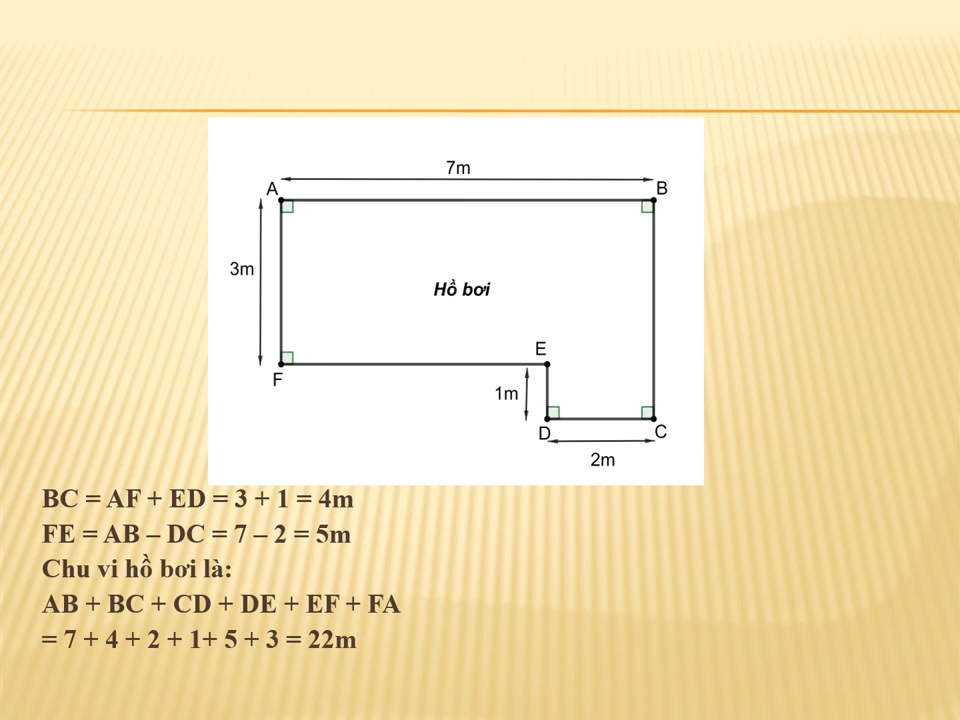 7m
A
B
3m
Hồ bơi
E
F
1m
D
C
2m
BC = AF + ED = 3 + 1 = 4m
FE = AB – DC = 7 – 2 = 5m
Chu vi hồ bơi là:
AB + BC + CD + DE + EF + FA
= 7 + 4 + 2 + 1+ 5 + 3 = 22m